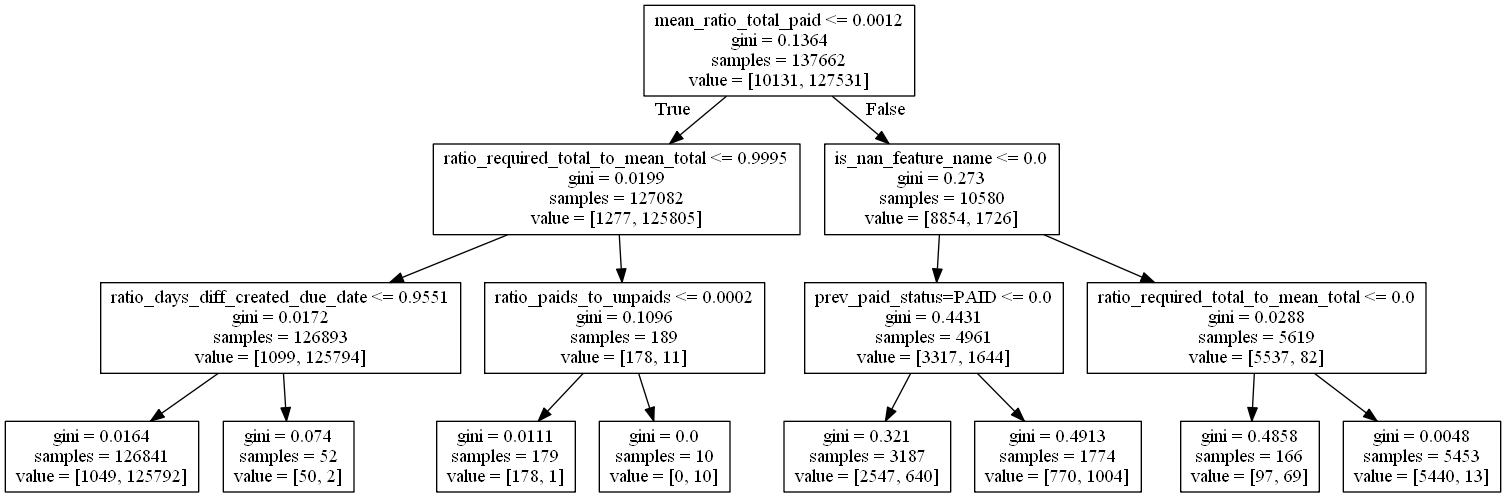 mean_ratio_total_paid <= 0.0012
gini = 0.1364
samples = 137662
value = [10131, 127531]
True
False
ratio_required_total_to_mean_total <= 0.9995
gini = 0.0199
samples = 127082
value = [1277, 125805]
is_nan_feature_name <= 0.0
gini = 0.273
samples = 10580
value = [8854, 1726]
ratio_days_diff_created_due_date <= 0.9551
gini = 0.0172
samples = 126893
value = [1099, 125794]
ratio_paids_to_unpaids <= 0.0002
gini = 0.1096
samples = 189
value = [178, 11]
prev_paid_status=PAID <= 0.0
gini = 0.4431
samples = 4961
value = [3317, 1644]
ratio_required_total_to_mean_total <= 0.0
gini = 0.0288
samples = 5619
value = [5537, 82]
gini = 0.0164
samples = 126841
value = [1049, 125792]
gini = 0.074
samples = 52
value = [50, 2]
gini = 0.0111
samples = 179
value = [178, 1]
gini = 0.0
samples = 10
value = [0, 10]
gini = 0.321
samples = 3187
value = [2547, 640]
gini = 0.4913
samples = 1774
value = [770, 1004]
gini = 0.4858
samples = 166
value = [97, 69]
gini = 0.0048
samples = 5453
value = [5440, 13]